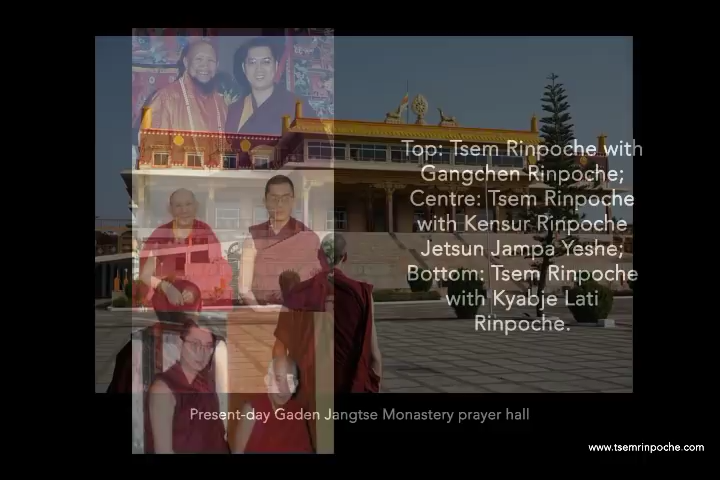 Top: Tsem Rinpoche with
Gangchen Rinpoche;
Centre: Tsem Rinpoche
with Kensur Rinpoche
Jetsun Jampa Yeshe;
Bottom: Tsem Rinpoche
with Kyabje Lati
Rinpoche.
Present-day Gaden Jangtse Monastery prayer hall
www.tsemrinpoche.com